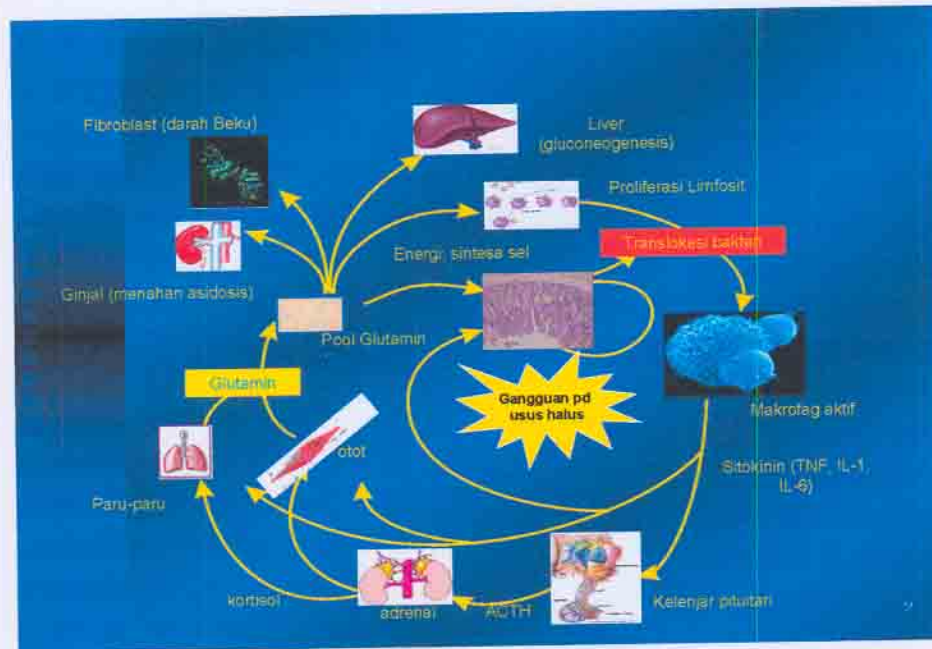 Fibroblast (darah Beku)
Liver
(gluconeogenesis)
Proliferasi Limfosit
Energi: sintesa sel
Translokesi bakteri
Ginjal (menahan asidosis)
Pool Glutamin
Glutamin
Gangguan pd
usus halus
Makrofag aktif
otot
Sitokinin (TNF, IL-1,
IL-6)
Paru-paru
kortisol
adrenal
ACTH
Kelenjar pituitari